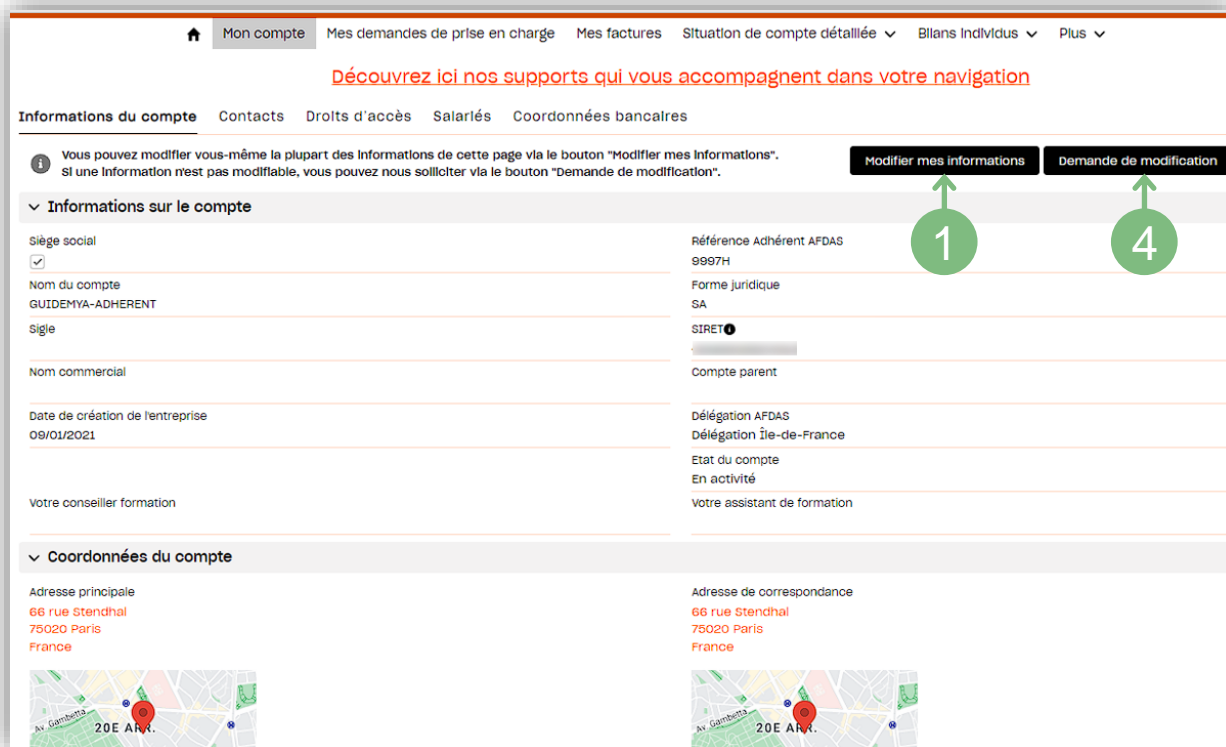 Mon compte Mes demandes de prise en charge Mes factures Situation de compte détaillée Bilans individus Plus
Découvrez ici nos supports qui vous accompagnent dans votre navigation
Informations du compte Contacts Droits d'accès Salariés Coordonnées bancaires
Vous pouvez modifier vous-même la plupart des informations de cette page via le bouton "Modifier mes informations".
Si une information n'est pas modifiable, vous pouvez nous solliciter via le bouton "Demande de modification".
Modifier mes informations Demande de modification
1 4
Informations sur le compte
Siège social Référence Adhérent AFDAS
9997H
Nom du compte Forme juridique
GUIDEMYA-ADHERENT SA
Sigle SIRET
Nom commercial Compte parent
Date de création de l'entreprise Délégation AFDAS
09/01/2021 Délégation Île-de-France
Etat du compte
En activité
Votre conseiller formation Votre assistant de formation
Coordonnées du compte
Adresse principale Adresse de correspondance
66 rue Stendhal 66 rue Stendhal
75020 Paris 75020 Paris
France France
Av. Gambetta Av. Gambetta
20E ARR. 20E ARR.